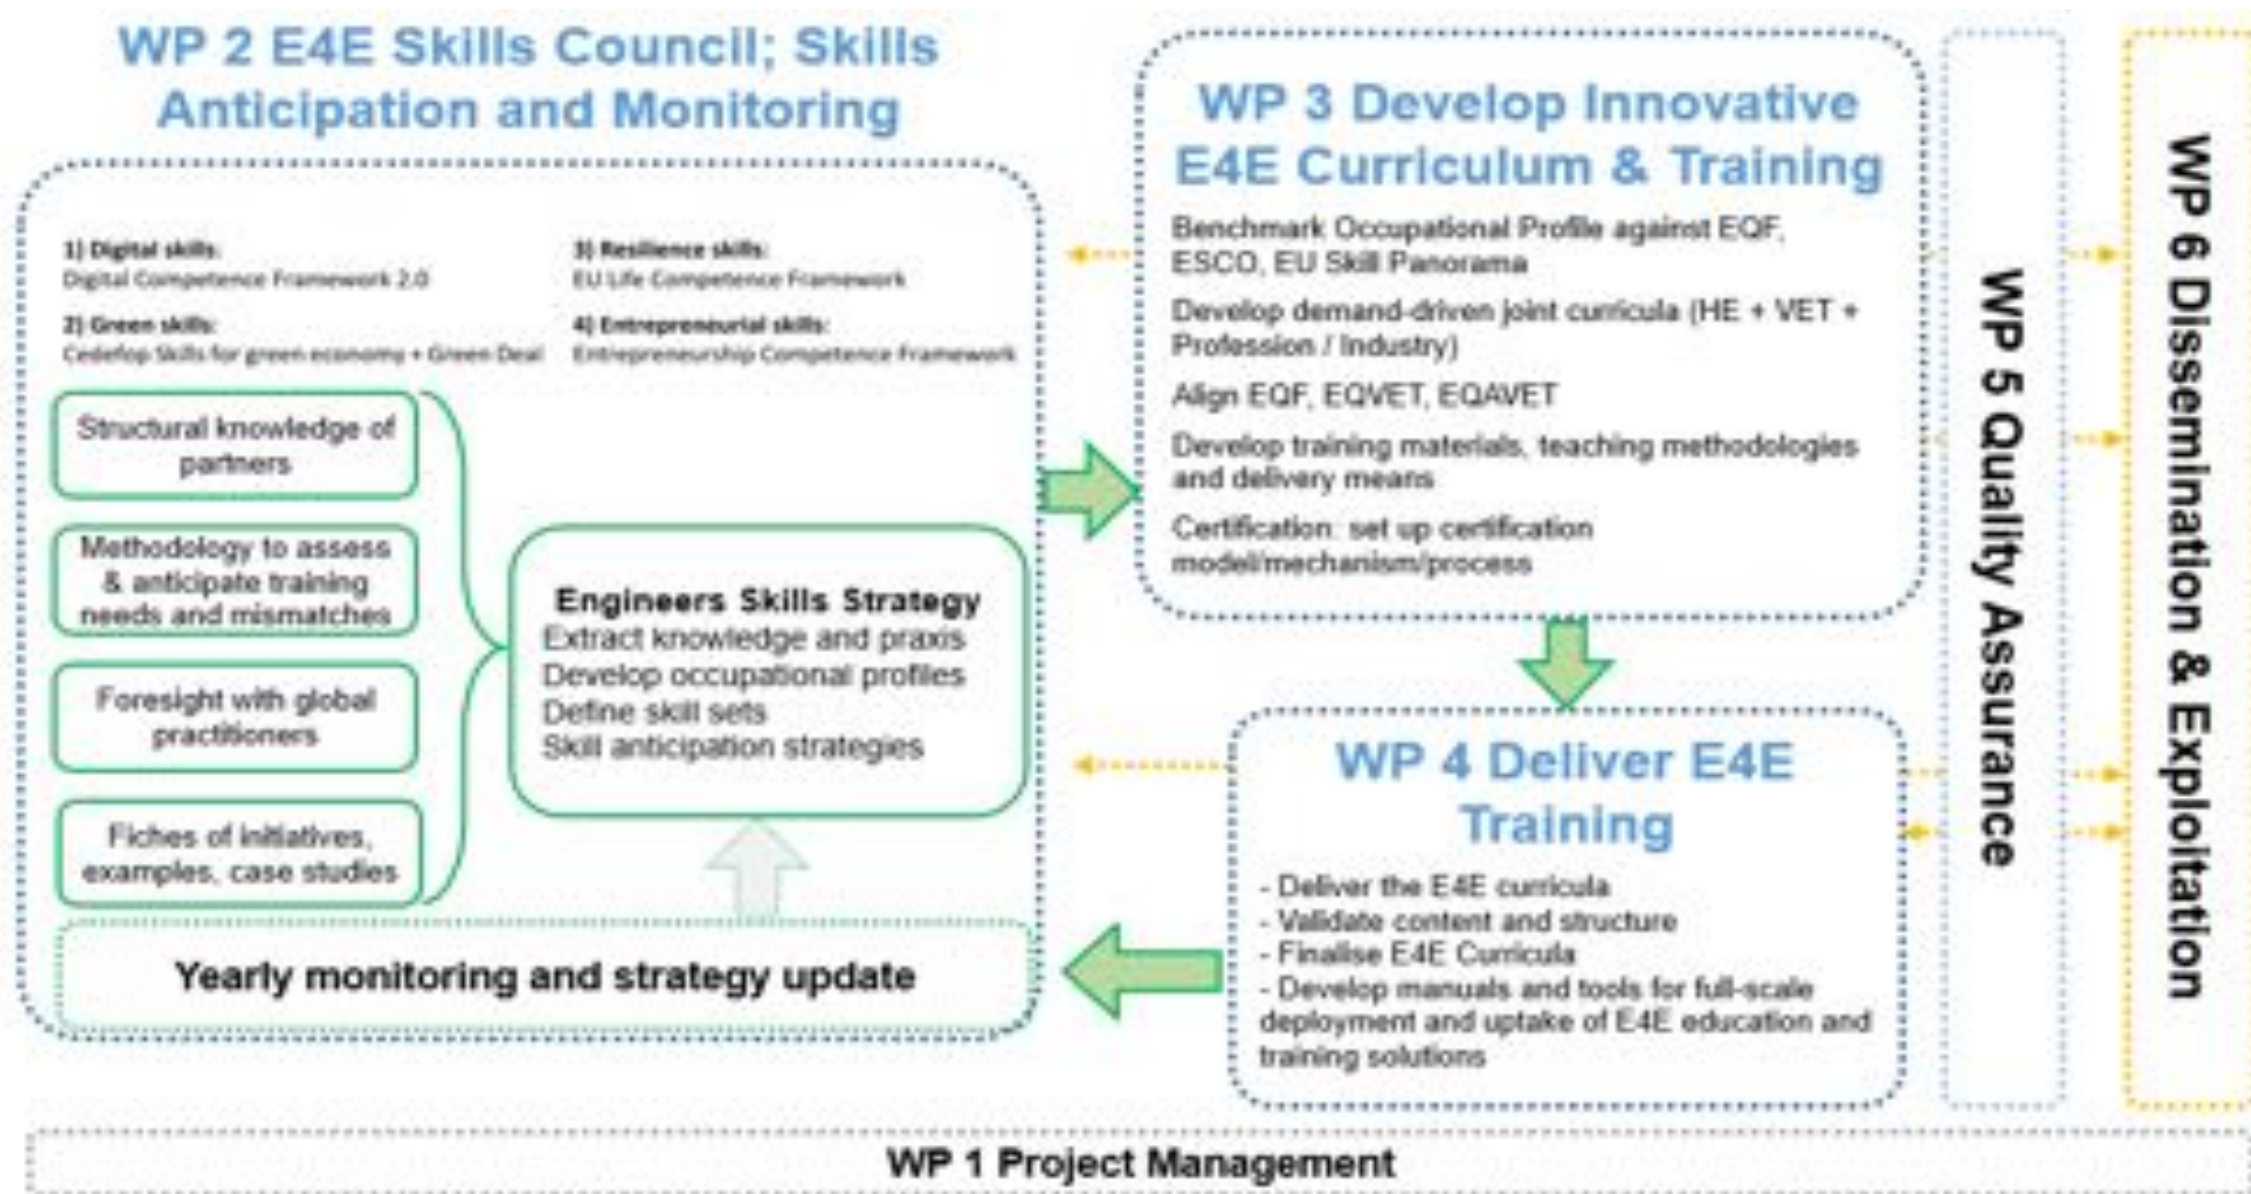 WP 2 E4E Skills Council; Skills
Anticipation and Monitoring
1) Digital skills:
Digital Competence Framework 2.0
2) Green skills:
Cedefop Skills for green economy + Green Deal
3) Resilience skills:
EU Life Competence Framework
4) Entrepreneurial skills:
Entrepreneurship Competence Framework
Structural knowledge of
partners
Methodology to assess
& anticipate training
needs and mismatches
Foresight with global
practitioners
Fiches of initiatives,
examples, case studies
Engineers Skills Strategy
Extract knowledge and praxis
Develop occupational profiles
Define skill sets
Skill anticipation strategies
Yearly monitoring and strategy update
WP 3 Develop Innovative
E4E Curriculum & Training
Benchmark Occupational Profile against EQF,
ESCO, EU Skill Panorama
Develop demand-driven joint curricula (HE + VET +
Profession / Industry)
Align EQF, EQVET, EQAVET
Develop training materials, teaching methodologies
and delivery means
Certification: set up certification
model/mechanism/process
WP 4 Deliver E4E
Training
- Deliver the E4E curricula
- Validate content and structure
- Finalise E4E Curricula
- Develop manuals and tools for full-scale
deployment and uptake of E4E education and
training solutions
WP 5 Quality Assurance
WP 6 Dissemination & Exploitation
WP 1 Project Management